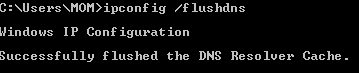 C:\Users\MOM>ipconfig /flushdns
Windows IP Configuration
Successfully flushed the DNS Resolver Cache.